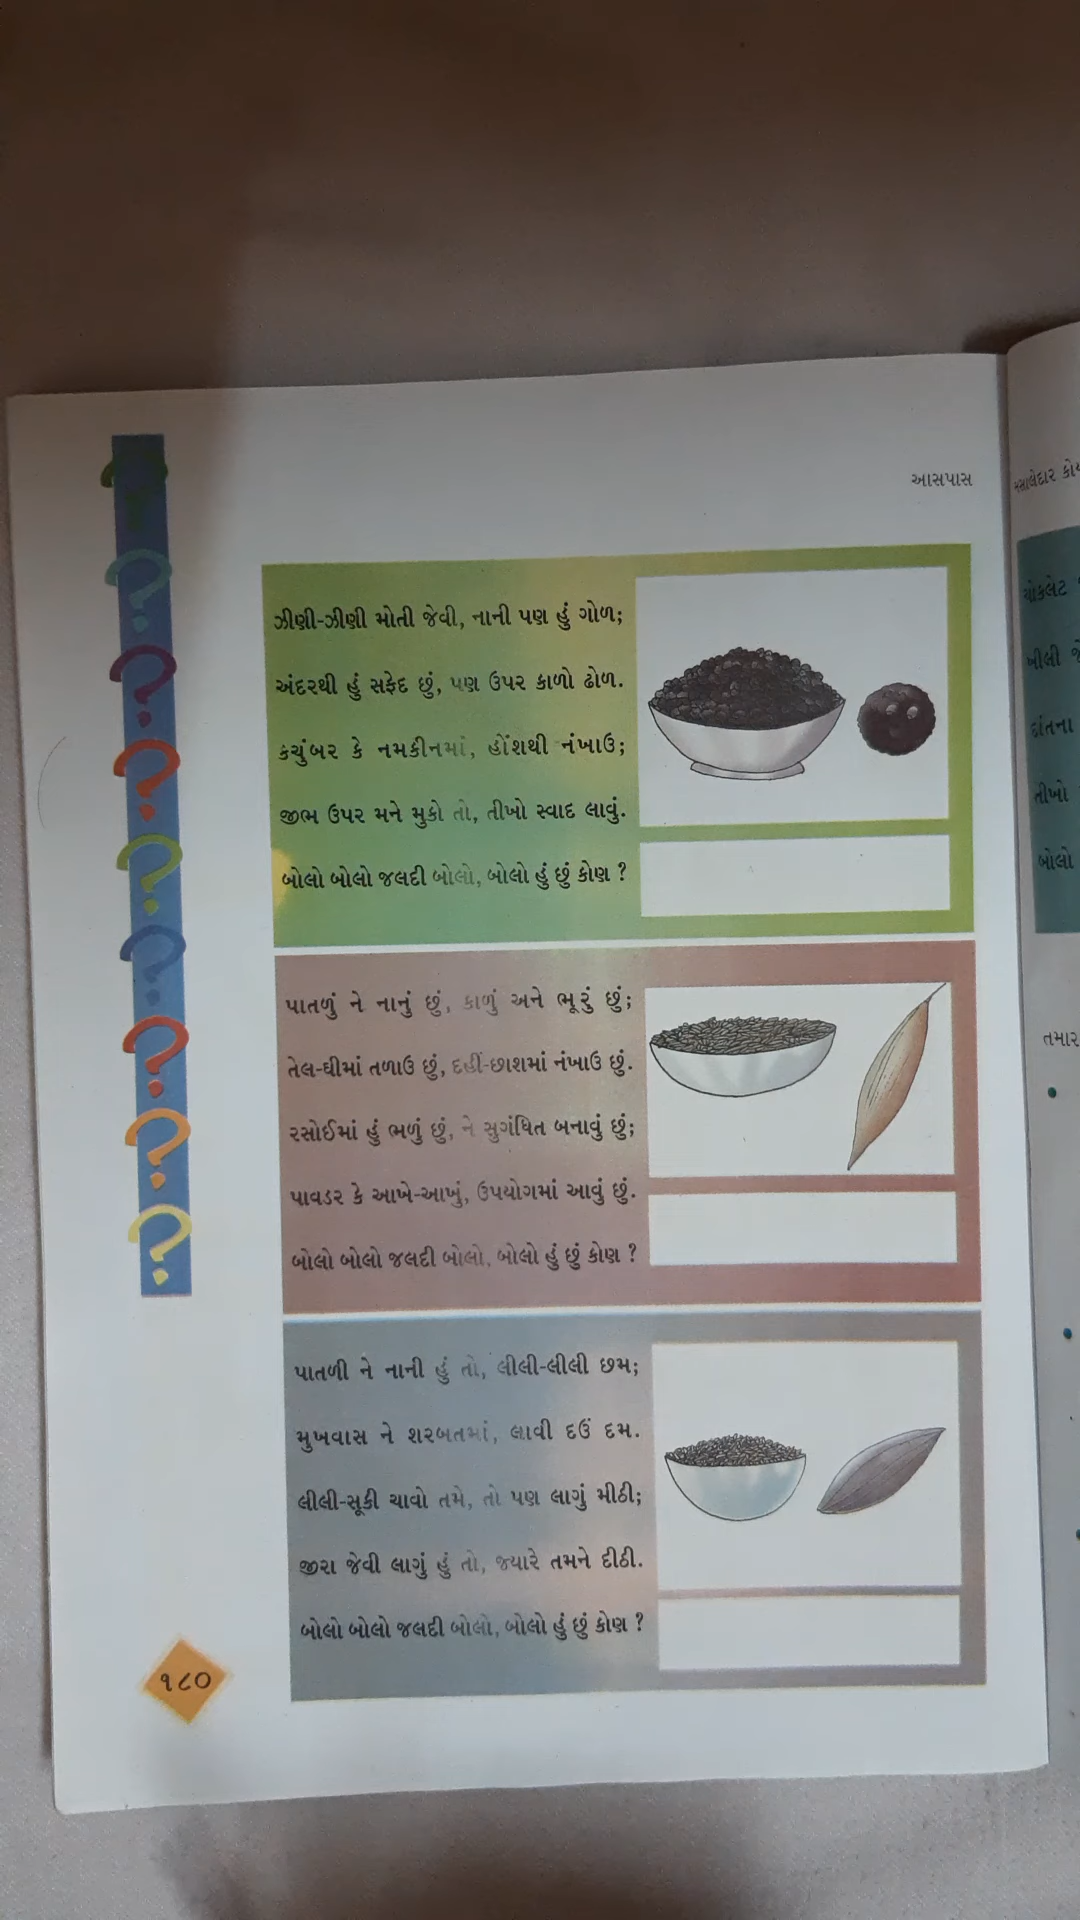 આસપાસ
ઝીણી-ઝીણી મોતી જેવી, નાની પણ હું ગોળ;
અંદરથી હું સફેદ છું, પણ ઉપર કાળો ઢોળ.
કચુંબર કે નમકીનમાં, હોંશથી નંખાઉ;
જીભ ઉપર મને મુકો તો, તીખો સ્વાદ લાવું.
બોલો બોલો જલદી બોલો, બોલો હું છું કોણ ?
પાતળું ને નાનું છું, કાળું અને ભૂરું છું;
તેલ-ઘીમાં તળાઉ છું, દહીં-છાશમાં નંખાઉ છું.
રસોઈમાં હું ભળું છું, ને સુગંધિત બનાવું છું;
પાવડર કે આખે-આખું, ઉપયોગમાં આવું છું.
બોલો બોલો જલદી બોલો, બોલો હું છું કોણ ?
પાતળી ને નાની હું તો, લીલી-લીલી છમ;
મુખવાસ ને શરબતમાં, લાવી દઉં દમ.
લીલી-સૂકી ચાવો તમે, તો પણ લાગું મીઠી;
જીરા જેવી લાગું હું તો, જ્યારે તમને દીઠી.
બોલો બોલો જલદી બોલો, બોલો હું છું કોણ ?
૧૮૦
ચોકલેટ
ખીલી
દાંતના
તીખો
બોલો